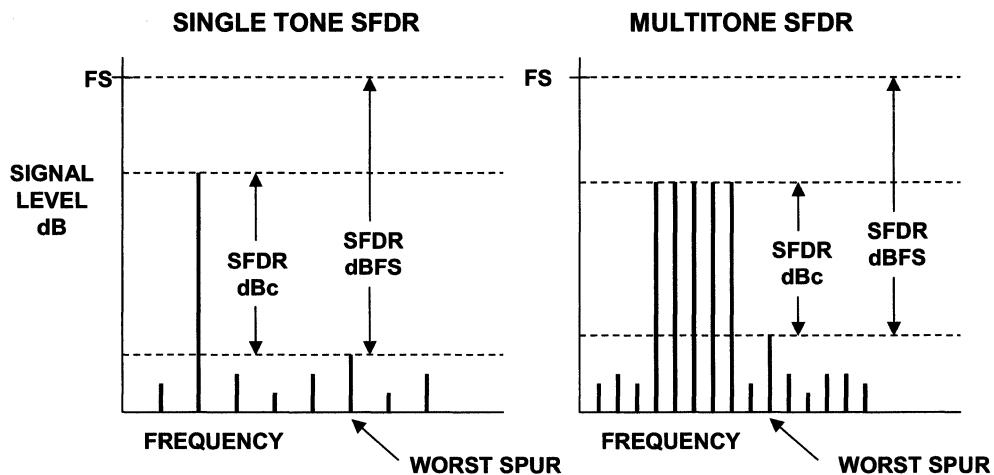 SINGLE TONE SFDR
MULTITONE SFDR
FS
FS
SIGNAL
LEVEL
dB
SFDR
dBc
SFDR
dBFS
SFDR
dBc
SFDR
dBFS
FREQUENCY
WORST SPUR
FREQUENCY
WORST SPUR